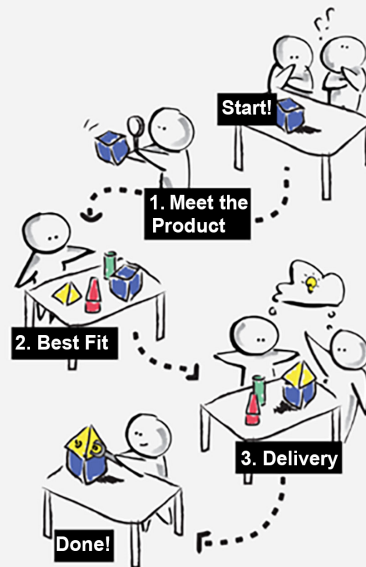 ??
Start!
1. Meet the
Product
2. Best Fit
3. Delivery
Done!